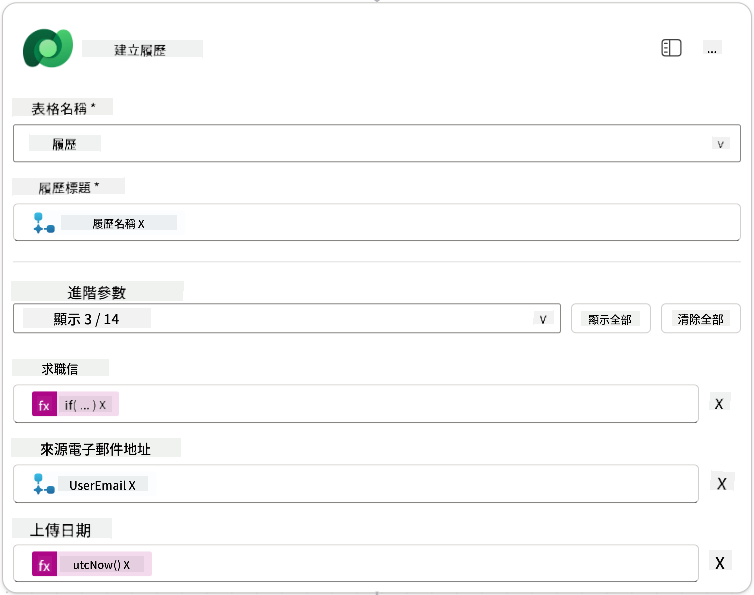 建立履歷
...
表格名稱 *
履歷
v
履歷標題 *
履歷名稱 X
進階參數
顯示 3 / 14
v
顯示全部
清除全部
求職信
fx if( ... ) X
X
來源電子郵件地址
UserEmail X
X
上傳日期
fx utcNow() X
X